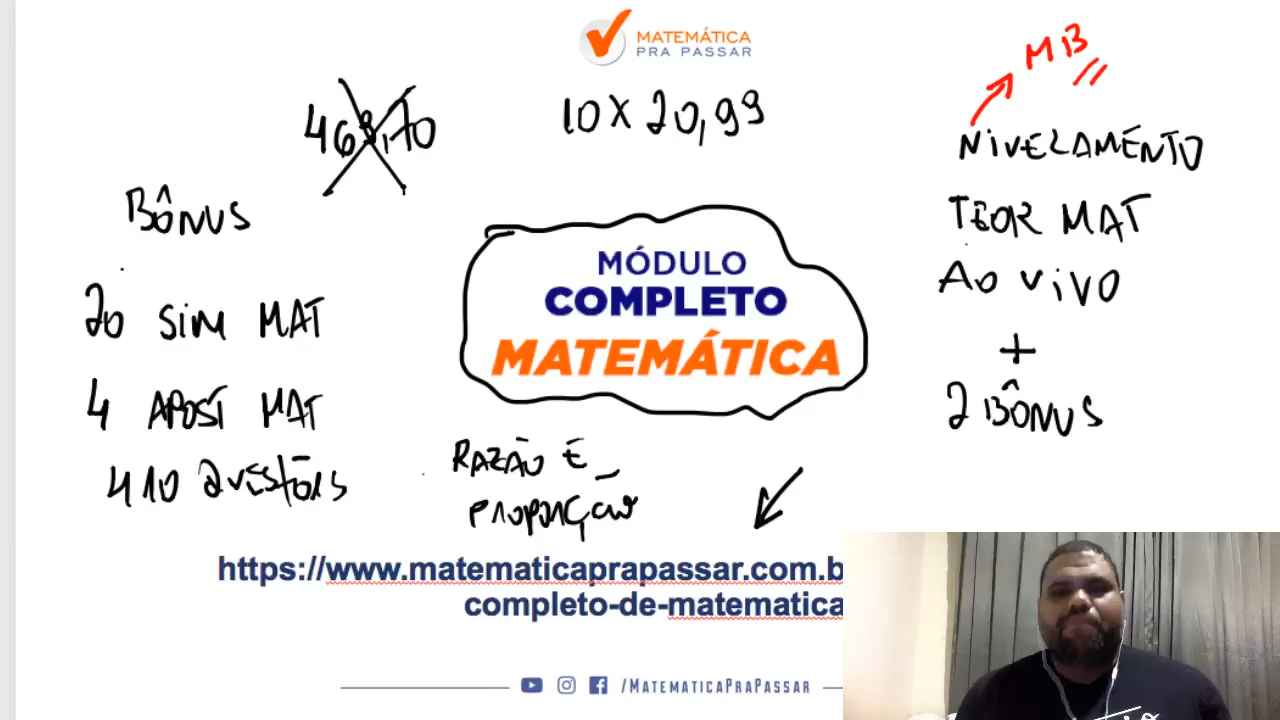 MATEMÁTICA
PRA PASSAR
MB
468,70
10 X 20,99
NIVELAMENTO
BÔNUS
TEOR MAT
MÓDULO
COMPLETO
MATEMÁTICA
AO VIVO
+
2 BÔNUS
20 SIM MAT
4 APOST MAT
410 QUESTÕES
RAZÃO E
PROPORÇÃO
https://www.matematicaprapassar.com.b
completo-de-matematica
/MATEMATICAPRAPASSAR